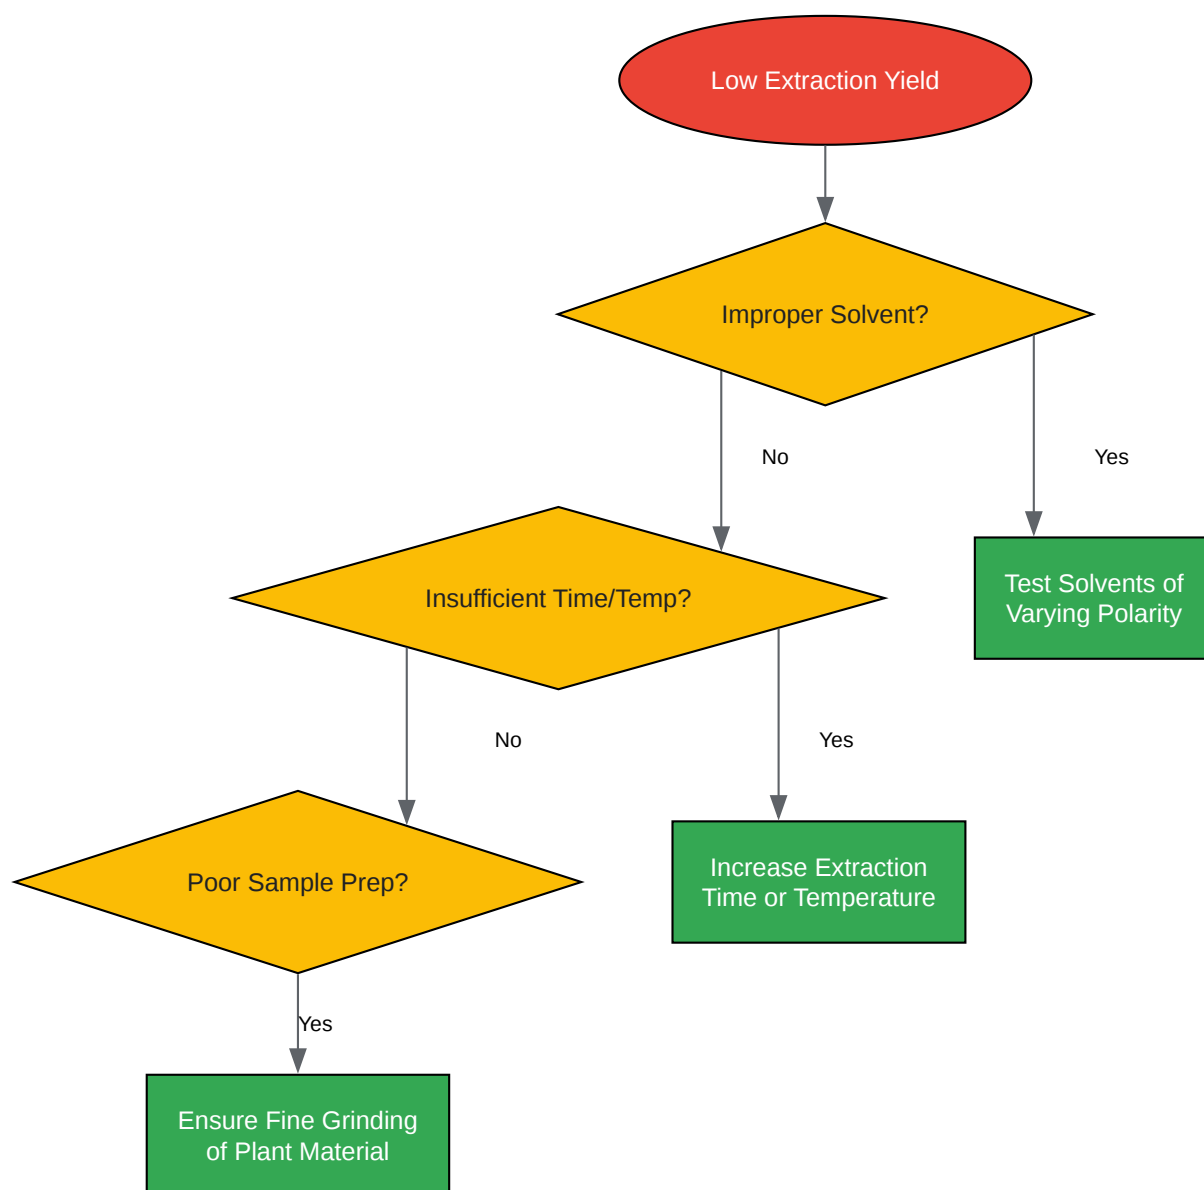 Low Extraction Yield
Improper Solvent?
No
Yes
Test Solvents of
Varying Polarity
Insufficient Time/Temp?
No
Yes
Increase Extraction
Time or Temperature
Poor Sample Prep?
Yes
Ensure Fine Grinding
of Plant Material